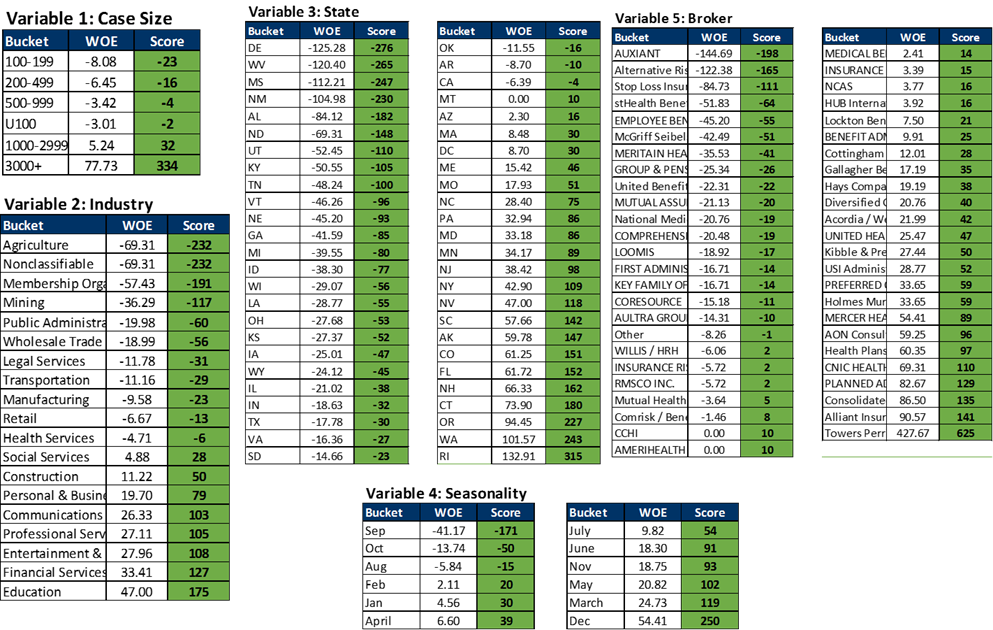 Variable 1: Case Size
Bucket WOE Score
100-199 -8.08 -23
200-499 -6.45 -16
500-999 -3.42 -4
U100 -3.01 -2
1000-2999 5.24 32
3000+ 77.73 334
Variable 2: Industry
Bucket WOE Score
Agriculture -69.31 -232
Nonclassifiable -69.31 -232
Membership Orga -57.43 -191
Mining -36.29 -117
Public Administra -19.98 -60
Wholesale Trade -18.99 -56
Legal Services -11.78 -31
Transportation -11.16 -29
Manufacturing -9.58 -23
Retail -6.67 -13
Health Services -4.71 -6
Social Services 4.88 28
Construction 11.22 50
Personal & Busine 19.70 79
Communications 26.33 103
Professional Serv 27.11 105
Entertainment & 27.96 108
Financial Services 33.41 127
Education 47.00 175
Variable 3: State
Bucket WOE Score
DE -125.28 -276
WV -120.40 -265
MS -112.21 -247
NM -104.98 -230
AL -84.12 -182
ND -69.31 -148
UT -52.45 -110
KY -50.55 -105
TN -48.24 -100
VT -46.26 -96
NE -45.20 -93
GA -41.59 -85
MI -39.55 -80
ID -38.30 -77
WI -29.07 -56
LA -28.77 -55
OH -27.68 -53
KS -27.37 -52
IA -25.01 -47
WY -24.12 -45
IL -21.02 -38
IN -18.63 -32
TX -17.78 -30
VA -16.36 -27
SD -14.66 -23
Bucket WOE Score
OK -11.55 -16
AR -8.70 -10
CA -6.39 -4
MT 0.00 10
AZ 2.30 16
MA 8.48 30
DC 8.70 30
ME 15.42 46
MO 17.93 51
NC 28.40 75
PA 32.94 86
MD 33.18 86
MN 34.17 89
NJ 38.42 98
NY 42.90 109
NV 47.00 118
SC 57.66 142
AK 59.78 147
CO 61.25 151
FL 61.72 152
NH 66.33 162
CT 73.90 180
OR 94.45 227
WA 101.57 243
RI 132.91 315
Variable 4: Seasonality
Bucket WOE Score
Sep -41.17 -171
Oct -13.74 -50
Aug -5.84 -15
Feb 2.11 20
Jan 4.56 30
April 6.60 39
Bucket WOE Score
July 9.82 54
June 18.30 91
Nov 18.75 93
May 20.82 102
March 24.73 119
Dec 54.41 250
Variable 5: Broker
Bucket WOE Score
AUXIANT -144.69 -198
Alternative Ris -122.38 -165
Stop Loss Insur -84.73 -111
stHealth Bene -51.83 -64
EMPLOYEE BEN -45.20 -55
McGriff Seibel -42.49 -51
MERITAIN HEA -35.53 -41
GROUP & PENS -25.34 -26
United Benefit -22.31 -22
MUTUAL ASSU -21.13 -20
National Medi -20.76 -19
COMPREHENSI -20.48 -19
LOOMIS -18.92 -17
FIRST ADMINIS -16.71 -14
KEY FAMILY OF -16.71 -14
CORESOURCE -15.18 -11
AULTRA GROU -14.31 -10
Other -8.26 -1
WILLIS / HRH -6.06 2
INSURANCE RI -5.72 2
RMSCO INC. -5.72 2
Mutual Health -3.64 5
Comrisk / Bene -1.46 8
CCHI 0.00 10
AMERIHEALTH 0.00 10
Bucket WOE Score
MEDICAL BE 2.41 14
INSURANCE 3.39 15
NCAS 3.77 16
HUB Interna 3.92 16
Lockton Ben 7.50 21
BENEFIT ADM 9.91 25
Cottingham 12.01 28
Gallagher Be 17.19 35
Hays Compa 19.19 38
Diversified 20.76 40
Acordia / We 21.99 42
UNITED HEA 25.47 47
Kibble & Pre 27.44 50
USI Adminis 28.77 52
PREFERRED 33.65 59
Holmes Mur 33.65 59
MERCER HEA 54.41 89
AON Consul 59.25 96
Health Plans 60.35 97
CNIC HEALTH 69.31 110
PLANNED AD 82.67 129
Consolidate 86.50 135
Alliant Insur 90.57 141
Towers Perr 427.67 625